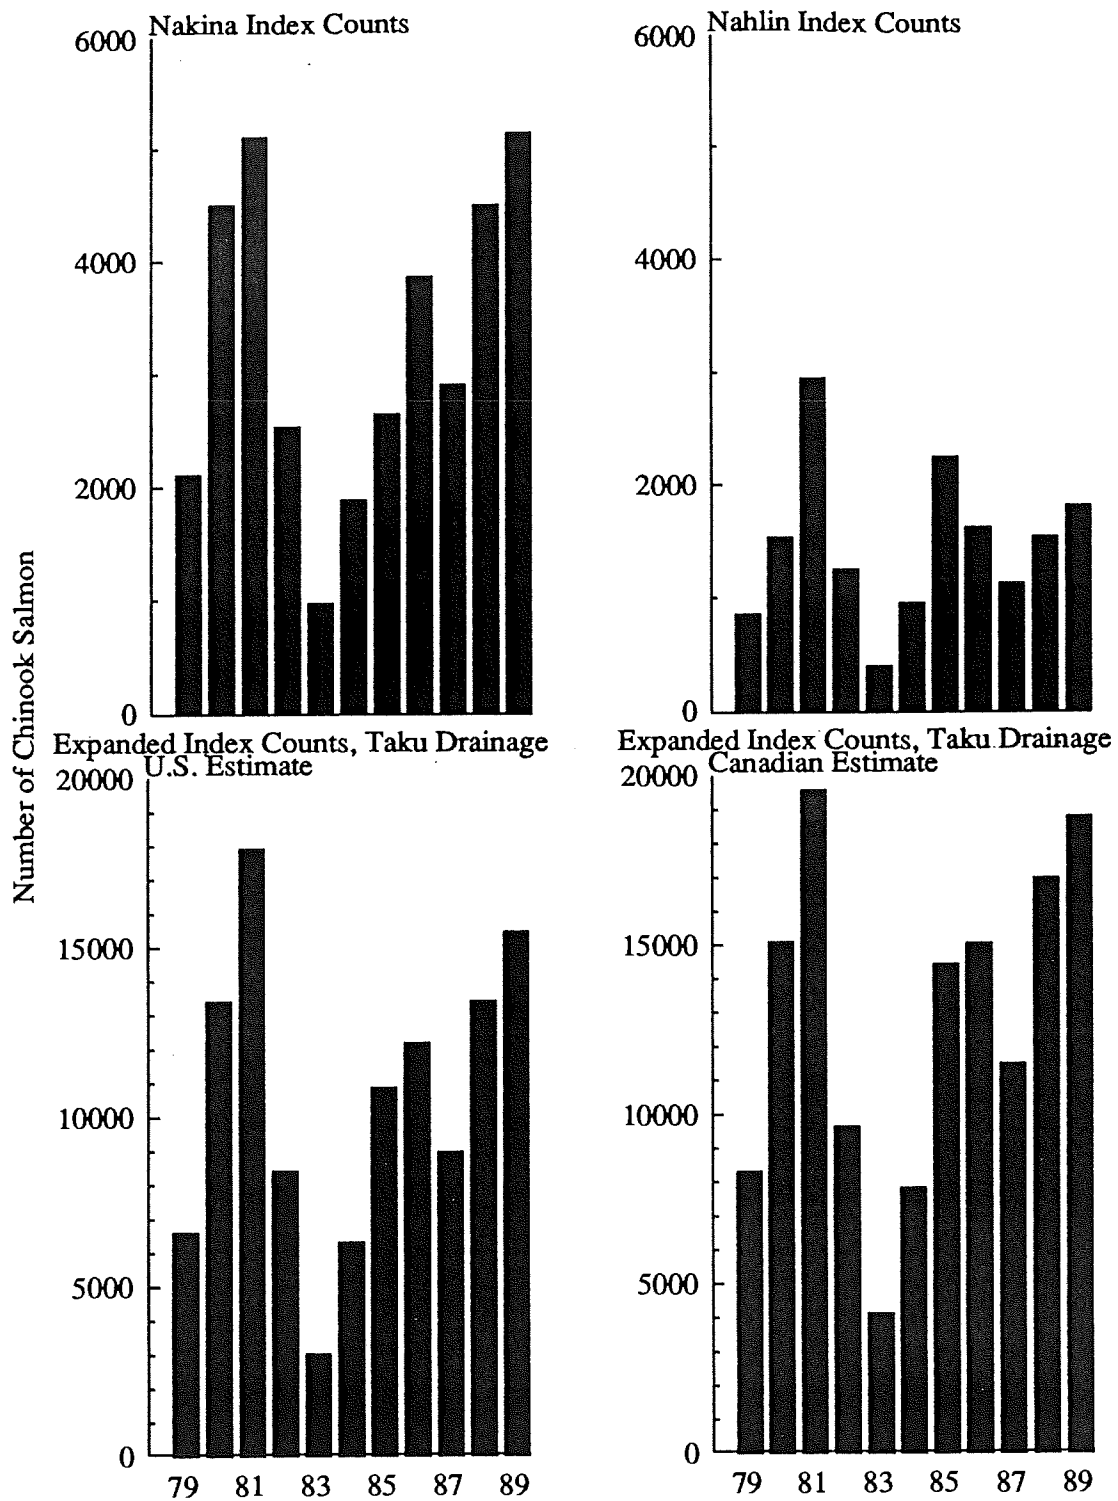 Nakina Index Counts
6000
4000
2000
0
Nahlin Index Counts
6000
4000
2000
0
Number of Chinook Salmon
Expanded Index Counts, Taku Drainage
U.S. Estimate
20000
15000
10000
5000
0
79 81 83 85 87 89
Expanded Index Counts, Taku Drainage
Canadian Estimate
20000
15000
10000
5000
0
79 81 83 85 87 89